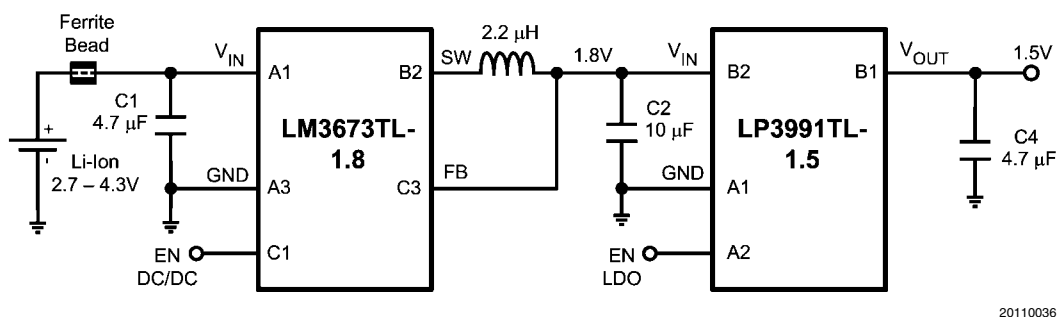 Ferrite
Bead
V_IN
A1
B2
SW
2.2 μH
1.8V
V_IN
B2
B1
V_OUT
1.5V
C1
4.7 μF
LM3673TL-
1.8
C2
10 μF
LP3991TL-
1.5
C4
4.7 μF
+
-
Li-Ion
2.7 – 4.3V
GND
A3
C3
FB
GND
A1
EN
DC/DC
C1
EN
LDO
A2
20110036